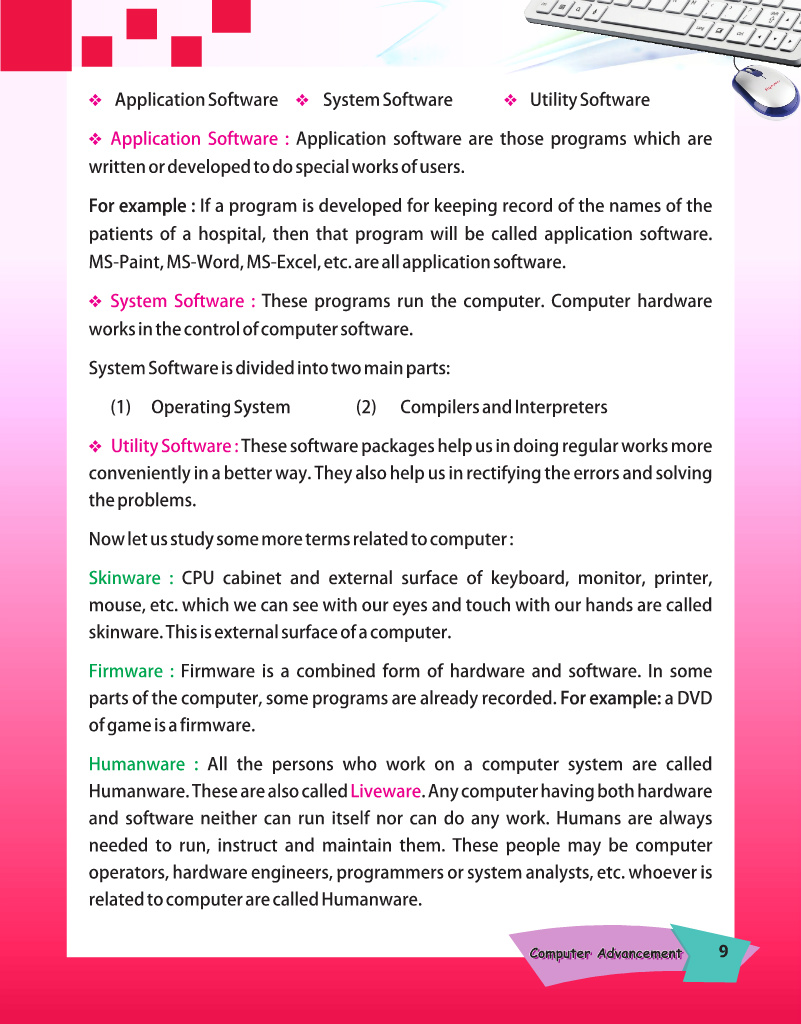 ❖ Application Software ❖ System Software ❖ Utility Software
❖ Application Software : Application software are those programs which are
written or developed to do special works of users.
For example : If a program is developed for keeping record of the names of the
patients of a hospital, then that program will be called application software.
MS-Paint, MS-Word, MS-Excel, etc. are all application software.
❖ System Software : These programs run the computer. Computer hardware
works in the control of computer software.
System Software is divided into two main parts:
(1) Operating System (2) Compilers and Interpreters
❖ Utility Software : These software packages help us in doing regular works more
conveniently in a better way. They also help us in rectifying the errors and solving
the problems.
Now let us study some more terms related to computer :
Skinware : CPU cabinet and external surface of keyboard, monitor, printer,
mouse, etc. which we can see with our eyes and touch with our hands are called
skinware. This is external surface of a computer.
Firmware : Firmware is a combined form of hardware and software. In some
parts of the computer, some programs are already recorded. For example: a DVD
of game is a firmware.
Humanware : All the persons who work on a computer system are called
Humanware. These are also called Liveware. Any computer having both hardware
and software neither can run itself nor can do any work. Humans are always
needed to run, instruct and maintain them. These people may be computer
operators, hardware engineers, programmers or system analysts, etc. whoever is
related to computer are called Humanware.
Computer Advancement 9